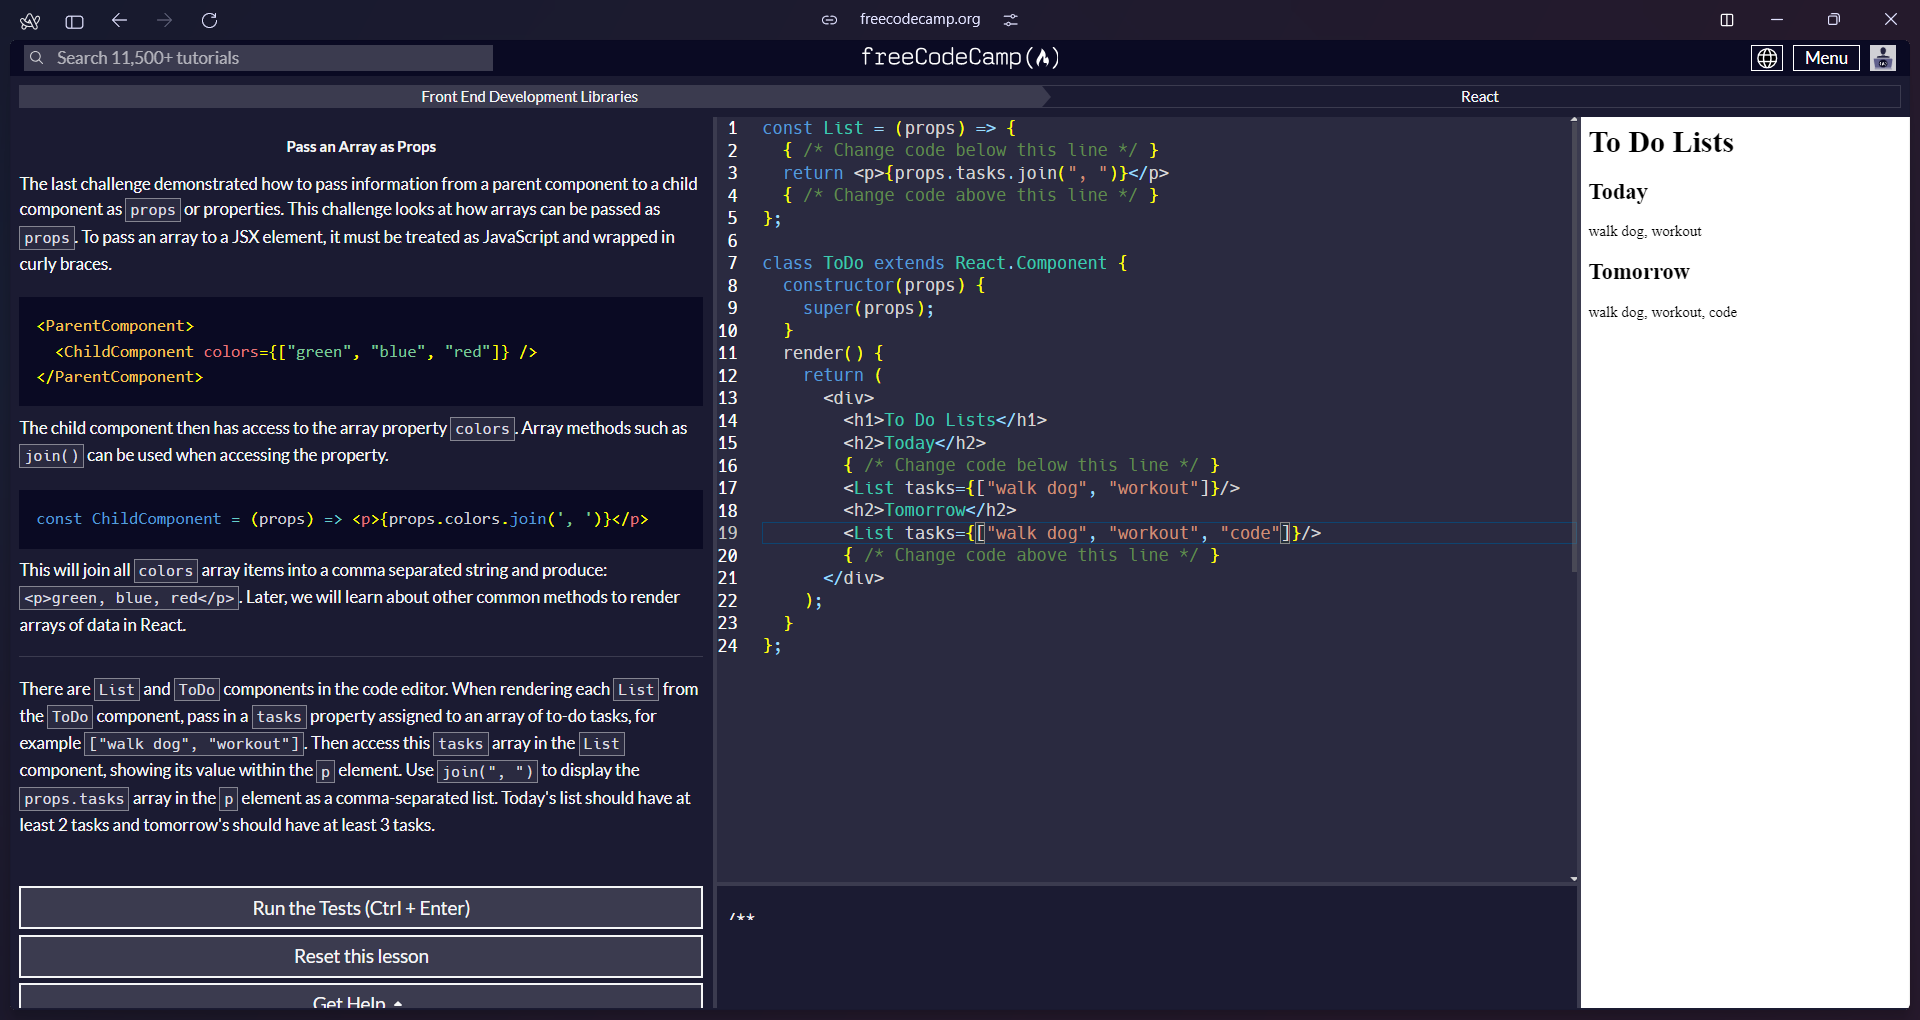 freecodecamp.org
Search 11,500+ tutorials
freeCodeCamp
Menu
Front End Development Libraries
React
Pass an Array as Props
The last challenge demonstrated how to pass information from a parent component to a child
component as props or properties. This challenge looks at how arrays can be passed as
props. To pass an array to a JSX element, it must be treated as JavaScript and wrapped in
curly braces.
<ParentComponent>
  <ChildComponent colors={["green", "blue", "red"]} />
</ParentComponent>
The child component then has access to the array property colors. Array methods such as
join() can be used when accessing the property.
const ChildComponent = (props) => <p>{props.colors.join(', ')}</p>
This will join all colors array items into a comma separated string and produce:
<p>green, blue, red</p>. Later, we will learn about other common methods to render
arrays of data in React.
There are List and ToDo components in the code editor. When rendering each List from
the ToDo component, pass in a tasks property assigned to an array of to-do tasks, for
example ["walk dog", "workout"]. Then access this tasks array in the List
component, showing its value within the p element. Use join(", ") to display the
props.tasks array in the p element as a comma-separated list. Today's list should have at
least 2 tasks and tomorrow's should have at least 3 tasks.
Run the Tests (Ctrl + Enter)
Reset this lesson
Get Help
1 const List = (props) => {
2   { /* Change code below this line */ }
3   return <p>{props.tasks.join(", ")}</p>
4   { /* Change code above this line */ }
5 };
6
7 class ToDo extends React.Component {
8   constructor(props) {
9     super(props);
10   }
11   render() {
12     return (
13       <div>
14         <h1>To Do Lists</h1>
15         <h2>Today</h2>
16         { /* Change code below this line */ }
17         <List tasks={["walk dog", "workout"]}/>
18         <h2>Tomorrow</h2>
19         <List tasks={["walk dog", "workout", "code"]}/>
20         { /* Change code above this line */ }
21       </div>
22     );
23   }
24 };
/**
To Do Lists
Today
walk dog, workout
Tomorrow
walk dog, workout, code